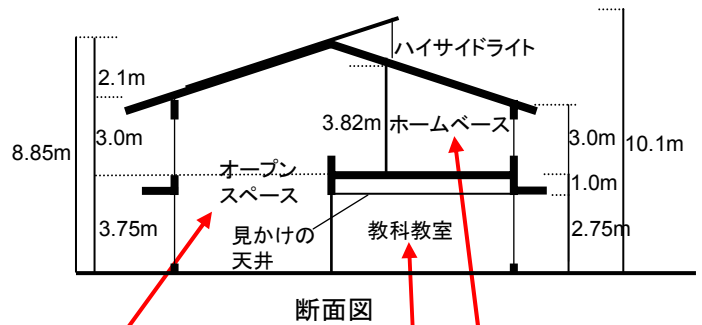 ハイサイドライト
2.1m
3.82m
ホームベース
3.0m
3.0m
10.1m
8.85m
オープン
スペース
1.0m
3.75m
見かけの
天井
教科教室
2.75m
断面図